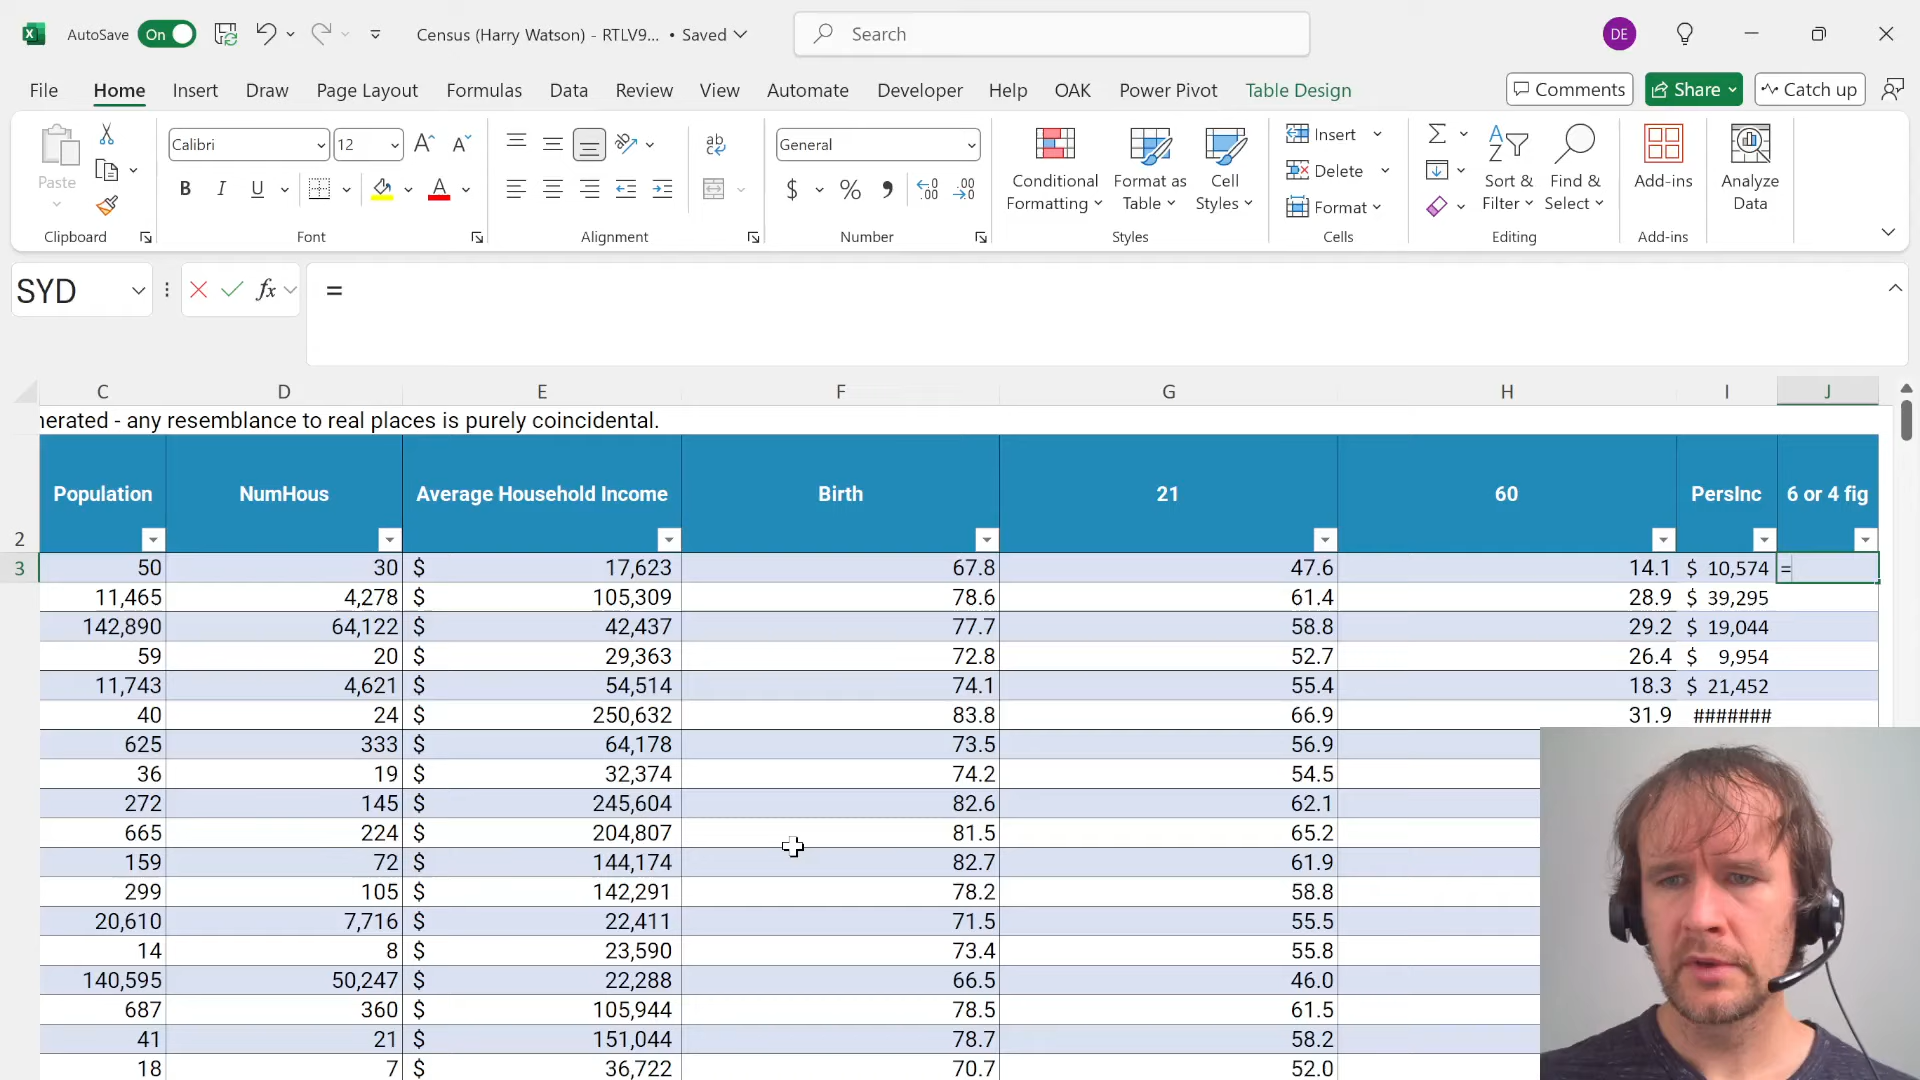 AutoSave On Census (Harry Watson) - RTLV9... • Saved Search DE
File Home Insert Draw Page Layout Formulas Data Review View Automate Developer Help OAK Power Pivot Table Design Comments Share Catch up
Paste Calibri 12 A A ab General Conditional Format as Cell Insert Sort & Find & Add-ins Analyze
B I U A $ % .00 .00 Formatting Table Styles Delete Filter Select Data
Format
Clipboard Font Alignment Number Styles Cells Editing Add-ins
SYD fx =
C D E F G H I J
nerated - any resemblance to real places is purely coincidental.
2 Population NumHous Average Household Income Birth 21 60 PersInc 6 or 4 fig
3 50 30 $ 17,623 67.8 47.6 14.1 $ 10,574 =
11,465 4,278 $ 105,309 78.6 61.4 28.9 $ 39,295
142,890 64,122 $ 42,437 77.7 58.8 29.2 $ 19,044
59 20 $ 29,363 72.8 52.7 26.4 $ 9,954
11,743 4,621 $ 54,514 74.1 55.4 18.3 $ 21,452
40 24 $ 250,632 83.8 66.9 31.9 #######
625 333 $ 64,178 73.5 56.9
36 19 $ 32,374 74.2 54.5
272 145 $ 245,604 82.6 62.1
665 224 $ 204,807 81.5 65.2
159 72 $ 144,174 82.7 61.9
299 105 $ 142,291 78.2 58.8
20,610 7,716 $ 22,411 71.5 55.5
14 8 $ 23,590 73.4 55.8
140,595 50,247 $ 22,288 66.5 46.0
687 360 $ 105,944 78.5 61.5
41 21 $ 151,044 78.7 58.2
18 7 $ 36,722 70.7 52.0